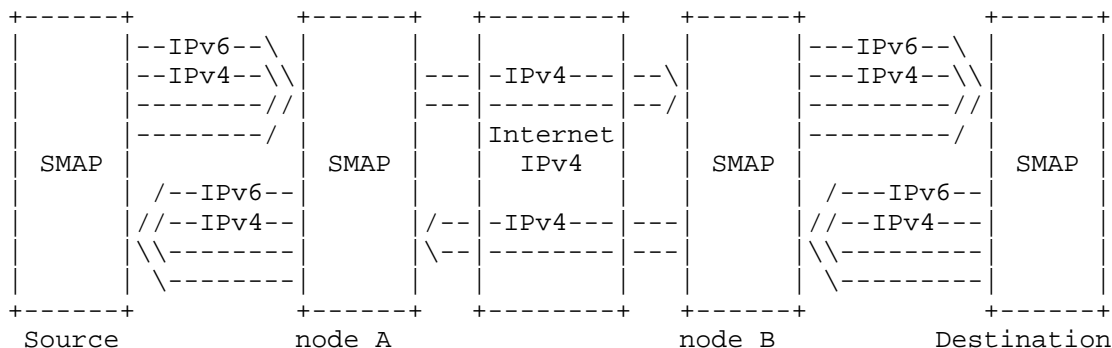 +------+          +------+   +--------+   +------+           +------+
|      |--IPv6--\ |      |   |        |   |      |---IPv6--\ |      |
|      |--IPv4--\\|      |---|-IPv4---|--\|      |---IPv4--\\|      |
|      |--------//|      |---|--------|--/|      |---------//|      |
|      |--------/ |      |   |Internet|   |      |---------/ |      |
| SMAP |          | SMAP |   |  IPv4  |   | SMAP |           | SMAP |
|      | /--IPv6--|      |   |        |   |      | /---IPv6--|      |
|      |//--IPv4--|      |/--|-IPv4---|---|      |//---IPv4--|      |
|      |\\--------|      |\--|--------|---|      |\\---------|      |
|      | \--------|      |   |        |   |      | \---------|      |
+------+          +------+   +--------+   +------+           +------+
Source node A node B Destination